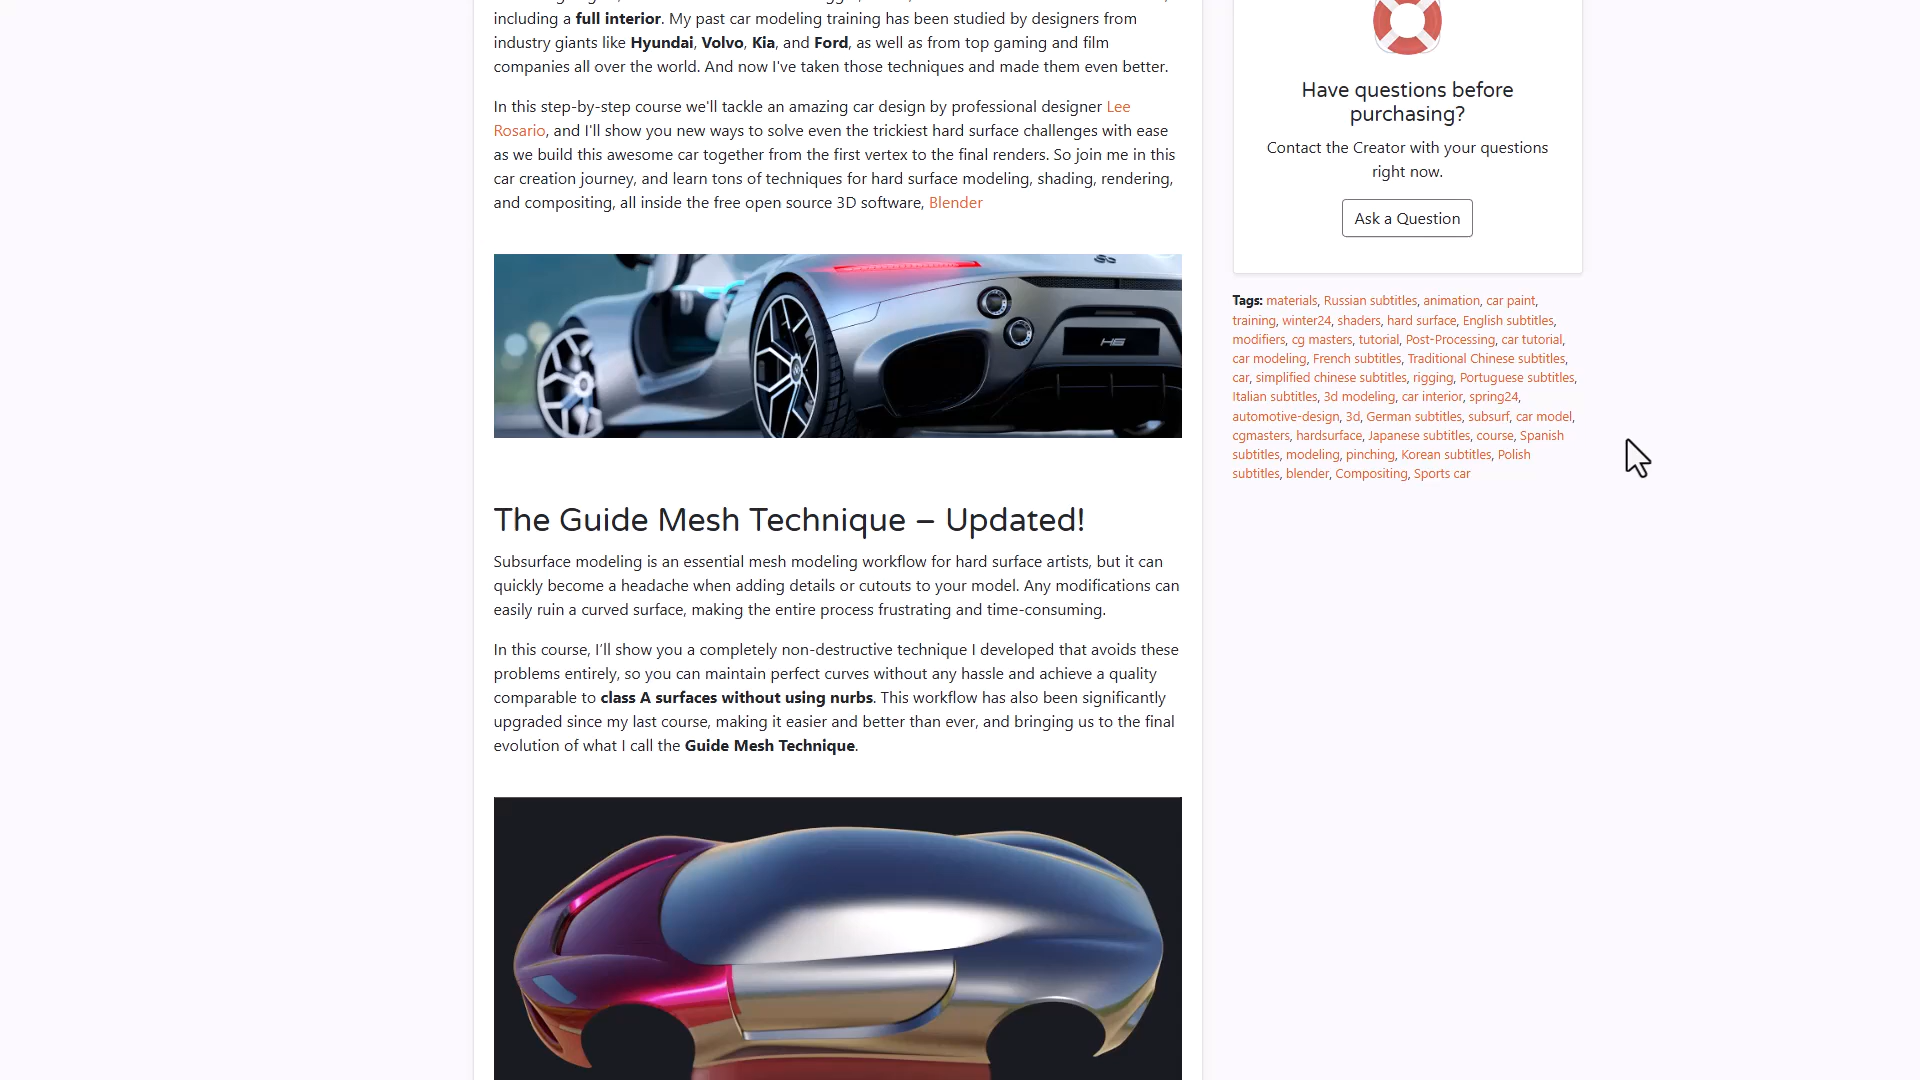 including a full interior. My past car modeling training has been studied by designers from
industry giants like Hyundai, Volvo, Kia, and Ford, as well as from top gaming and film
companies all over the world. And now I've taken those techniques and made them even better.
In this step-by-step course we'll tackle an amazing car design by professional designer Lee
Rosario, and I'll show you new ways to solve even the trickiest hard surface challenges with ease
as we build this awesome car together from the first vertex to the final renders. So join me in this
car creation journey, and learn tons of techniques for hard surface modeling, shading, rendering,
and compositing, all inside the free open source 3D software, Blender
H6
The Guide Mesh Technique – Updated!
Subsurface modeling is an essential mesh modeling workflow for hard surface artists, but it can
quickly become a headache when adding details or cutouts to your model. Any modifications can
easily ruin a curved surface, making the entire process frustrating and time-consuming.
In this course, I’ll show you a completely non-destructive technique I developed that avoids these
problems entirely, so you can maintain perfect curves without any hassle and achieve a quality
comparable to class A surfaces without using nurbs. This workflow has also been significantly
upgraded since my last course, making it easier and better than ever, and bringing us to the final
evolution of what I call the Guide Mesh Technique.
Have questions before
purchasing?
Contact the Creator with your questions
right now.
Ask a Question
Tags: materials, Russian subtitles, animation, car paint,
training, winter24, shaders, hard surface, English subtitles,
modifiers, cg masters, tutorial, Post-Processing, car tutorial,
car modeling, French subtitles, Traditional Chinese subtitles,
car, simplified chinese subtitles, rigging, Portuguese subtitles,
Italian subtitles, 3d modeling, car interior, spring24,
automotive-design, 3d, German subtitles, subsurf, car model,
cgmasters, hardsurface, Japanese subtitles, course, Spanish
subtitles, modeling, pinching, Korean subtitles, Polish
subtitles, blender, Compositing, Sports car